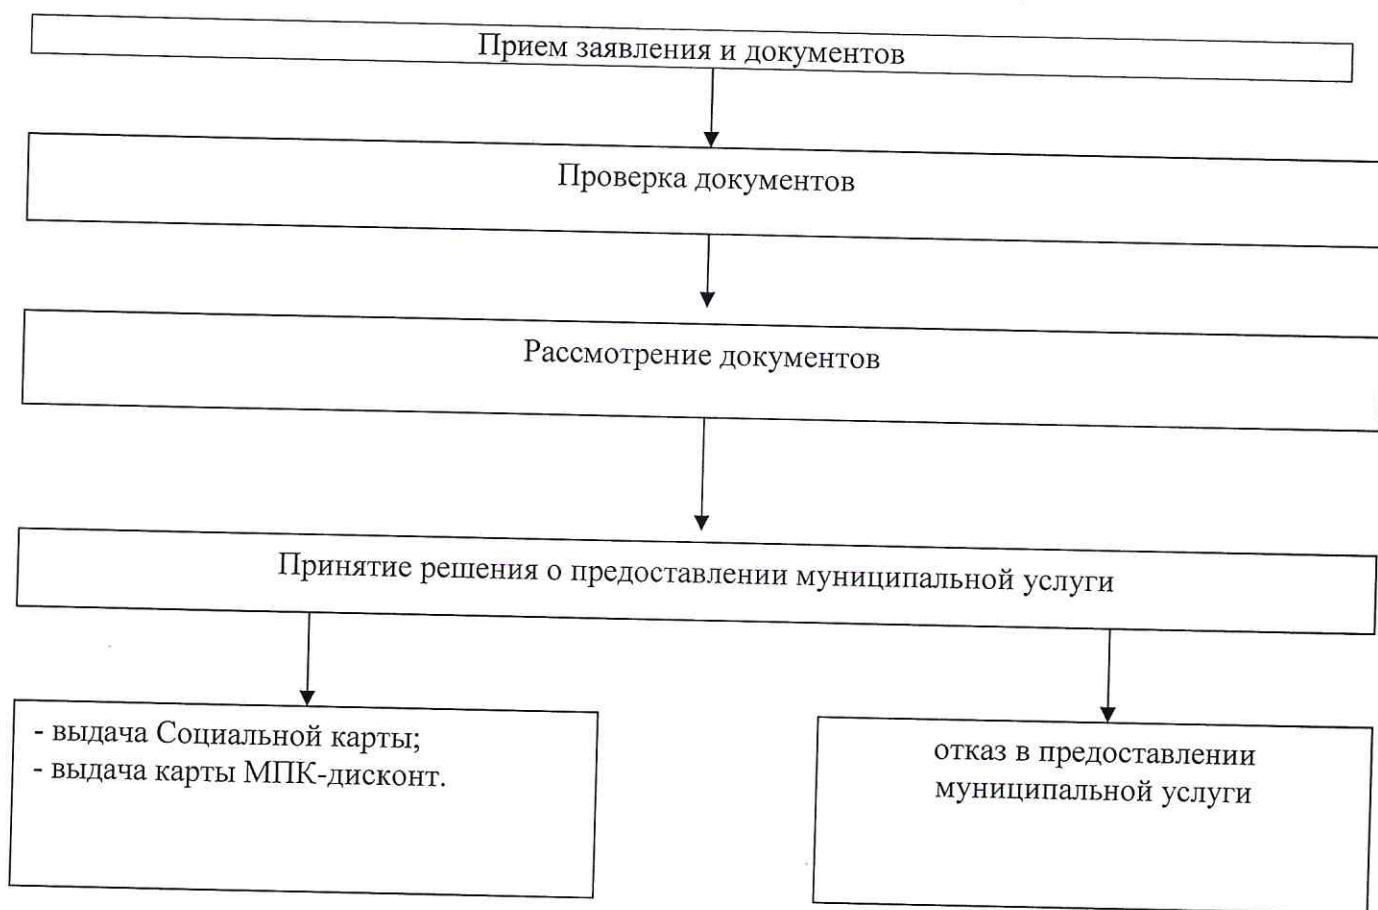 Прием заявления и документов
Проверка документов
Рассмотрение документов
Принятие решения о предоставлении муниципальной услуги
- выдача Социальной карты;
- выдача карты МПК-дисконт.
отказ в предоставлении
муниципальной услуги